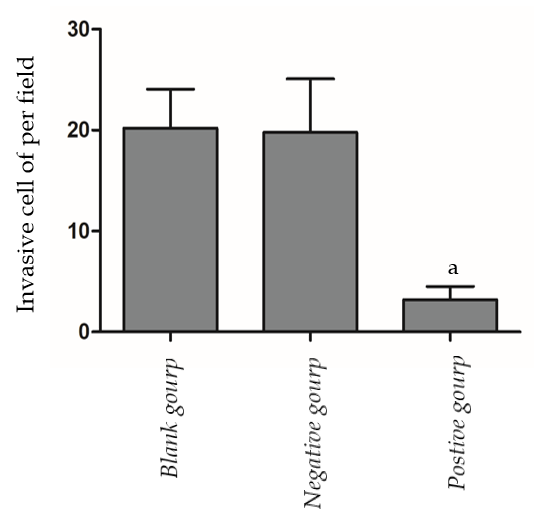 Invasive cell of per field
30
20
10
0
a
Blank gourp
Negative gourp
Postive gourp